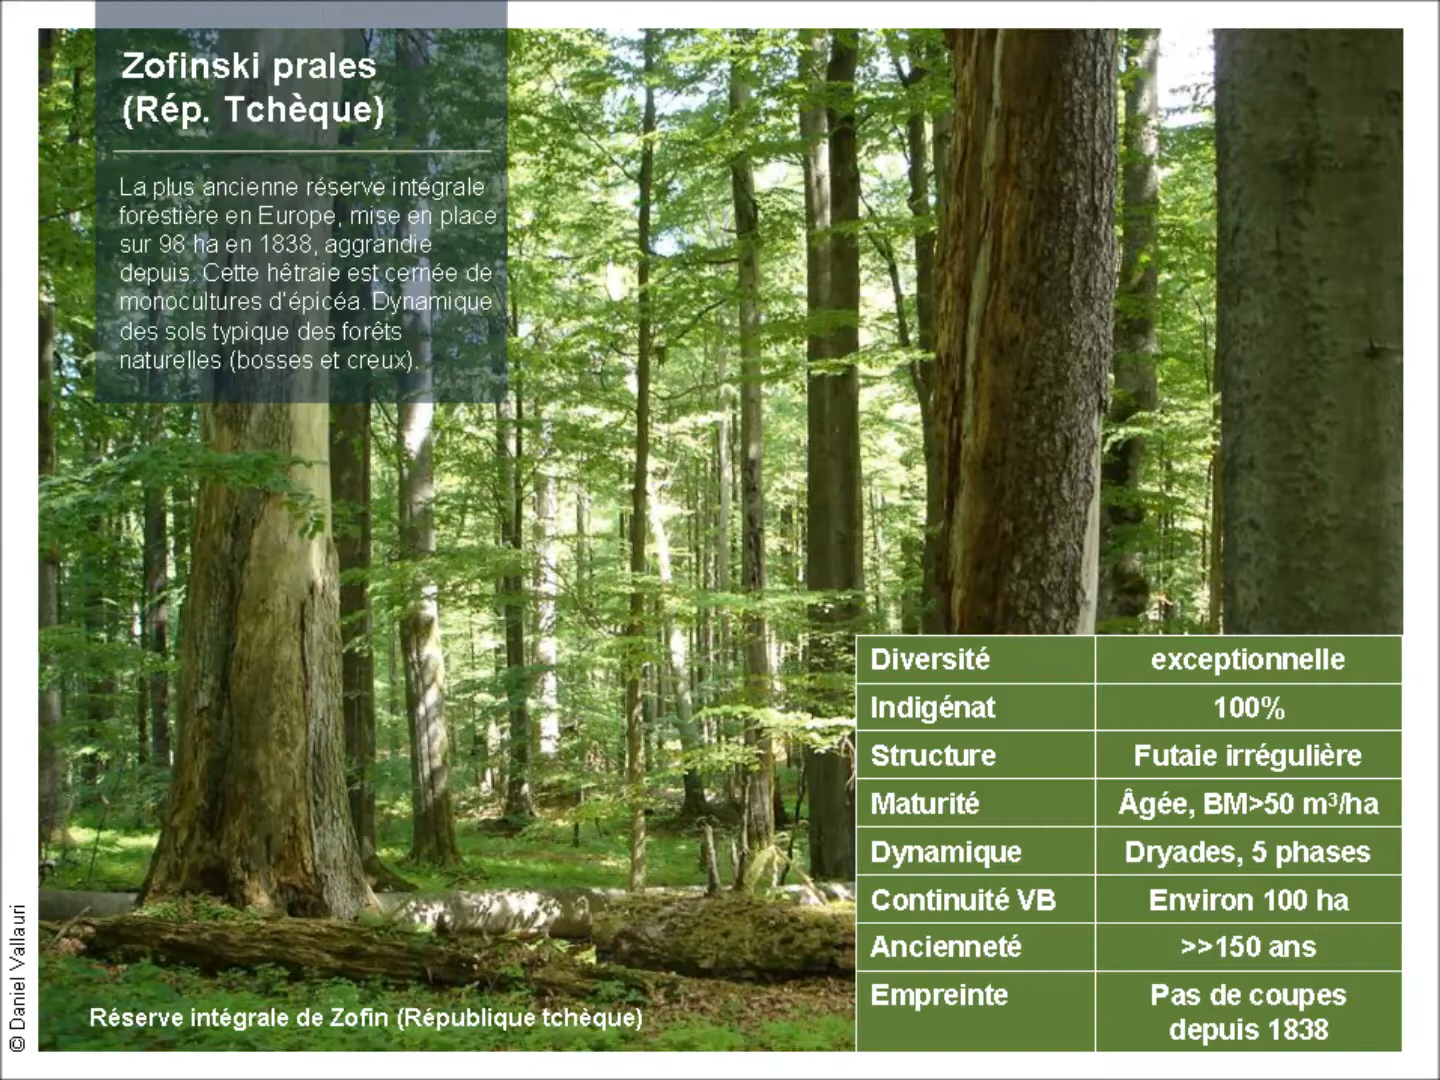 Zofinski prales
(Rép. Tchèque)
La plus ancienne réserve intégrale
forestière en Europe, mise en place
sur 98 ha en 1838, aggrandie
depuis. Cette hêtraie est cernée de
monocultures d'épicéa. Dynamique
des sols typique des forêts
naturelles (bosses et creux).
Diversité exceptionnelle
Indigénat 100%
Structure Futaie irrégulière
Maturité Âgée, BM>50 m³/ha
Dynamique Dryades, 5 phases
Continuité VB Environ 100 ha
Ancienneté >>150 ans
Empreinte Pas de coupes
depuis 1838
Réserve intégrale de Zofin (République tchèque)
© Daniel Vallauri